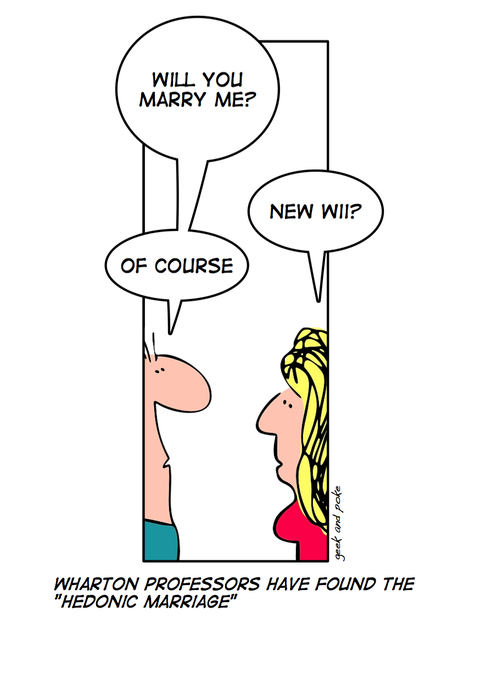 WILL YOU
MARRY ME?
NEW WII?
OF COURSE
geek and poke
WHARTON PROFESSORS HAVE FOUND THE
"HEDONIC MARRIAGE"